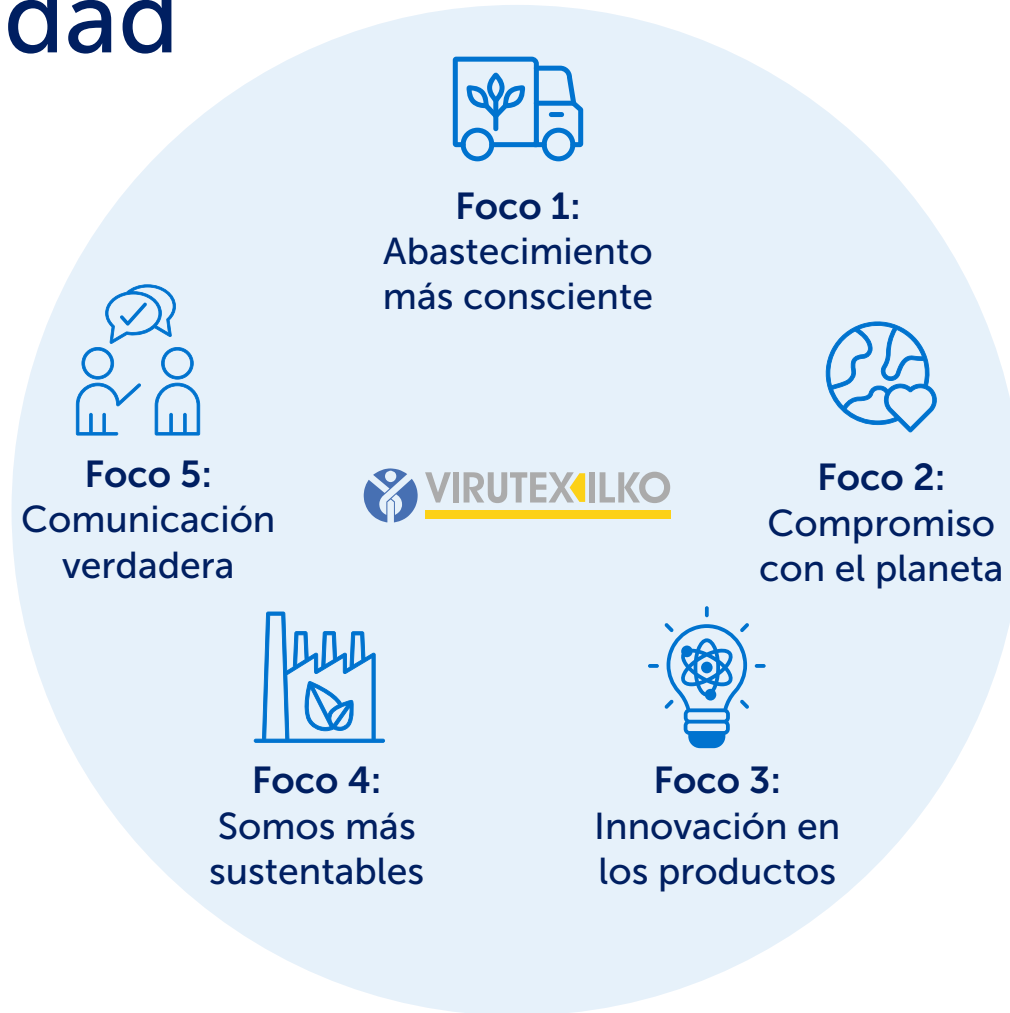 dad
Foco 1:
Abastecimiento
más consciente
Foco 2:
Compromiso
con el planeta
Foco 3:
Innovación en
los productos
Foco 4:
Somos más
sustentables
Foco 5:
Comunicación
verdadera
VIRUTEX ILKO